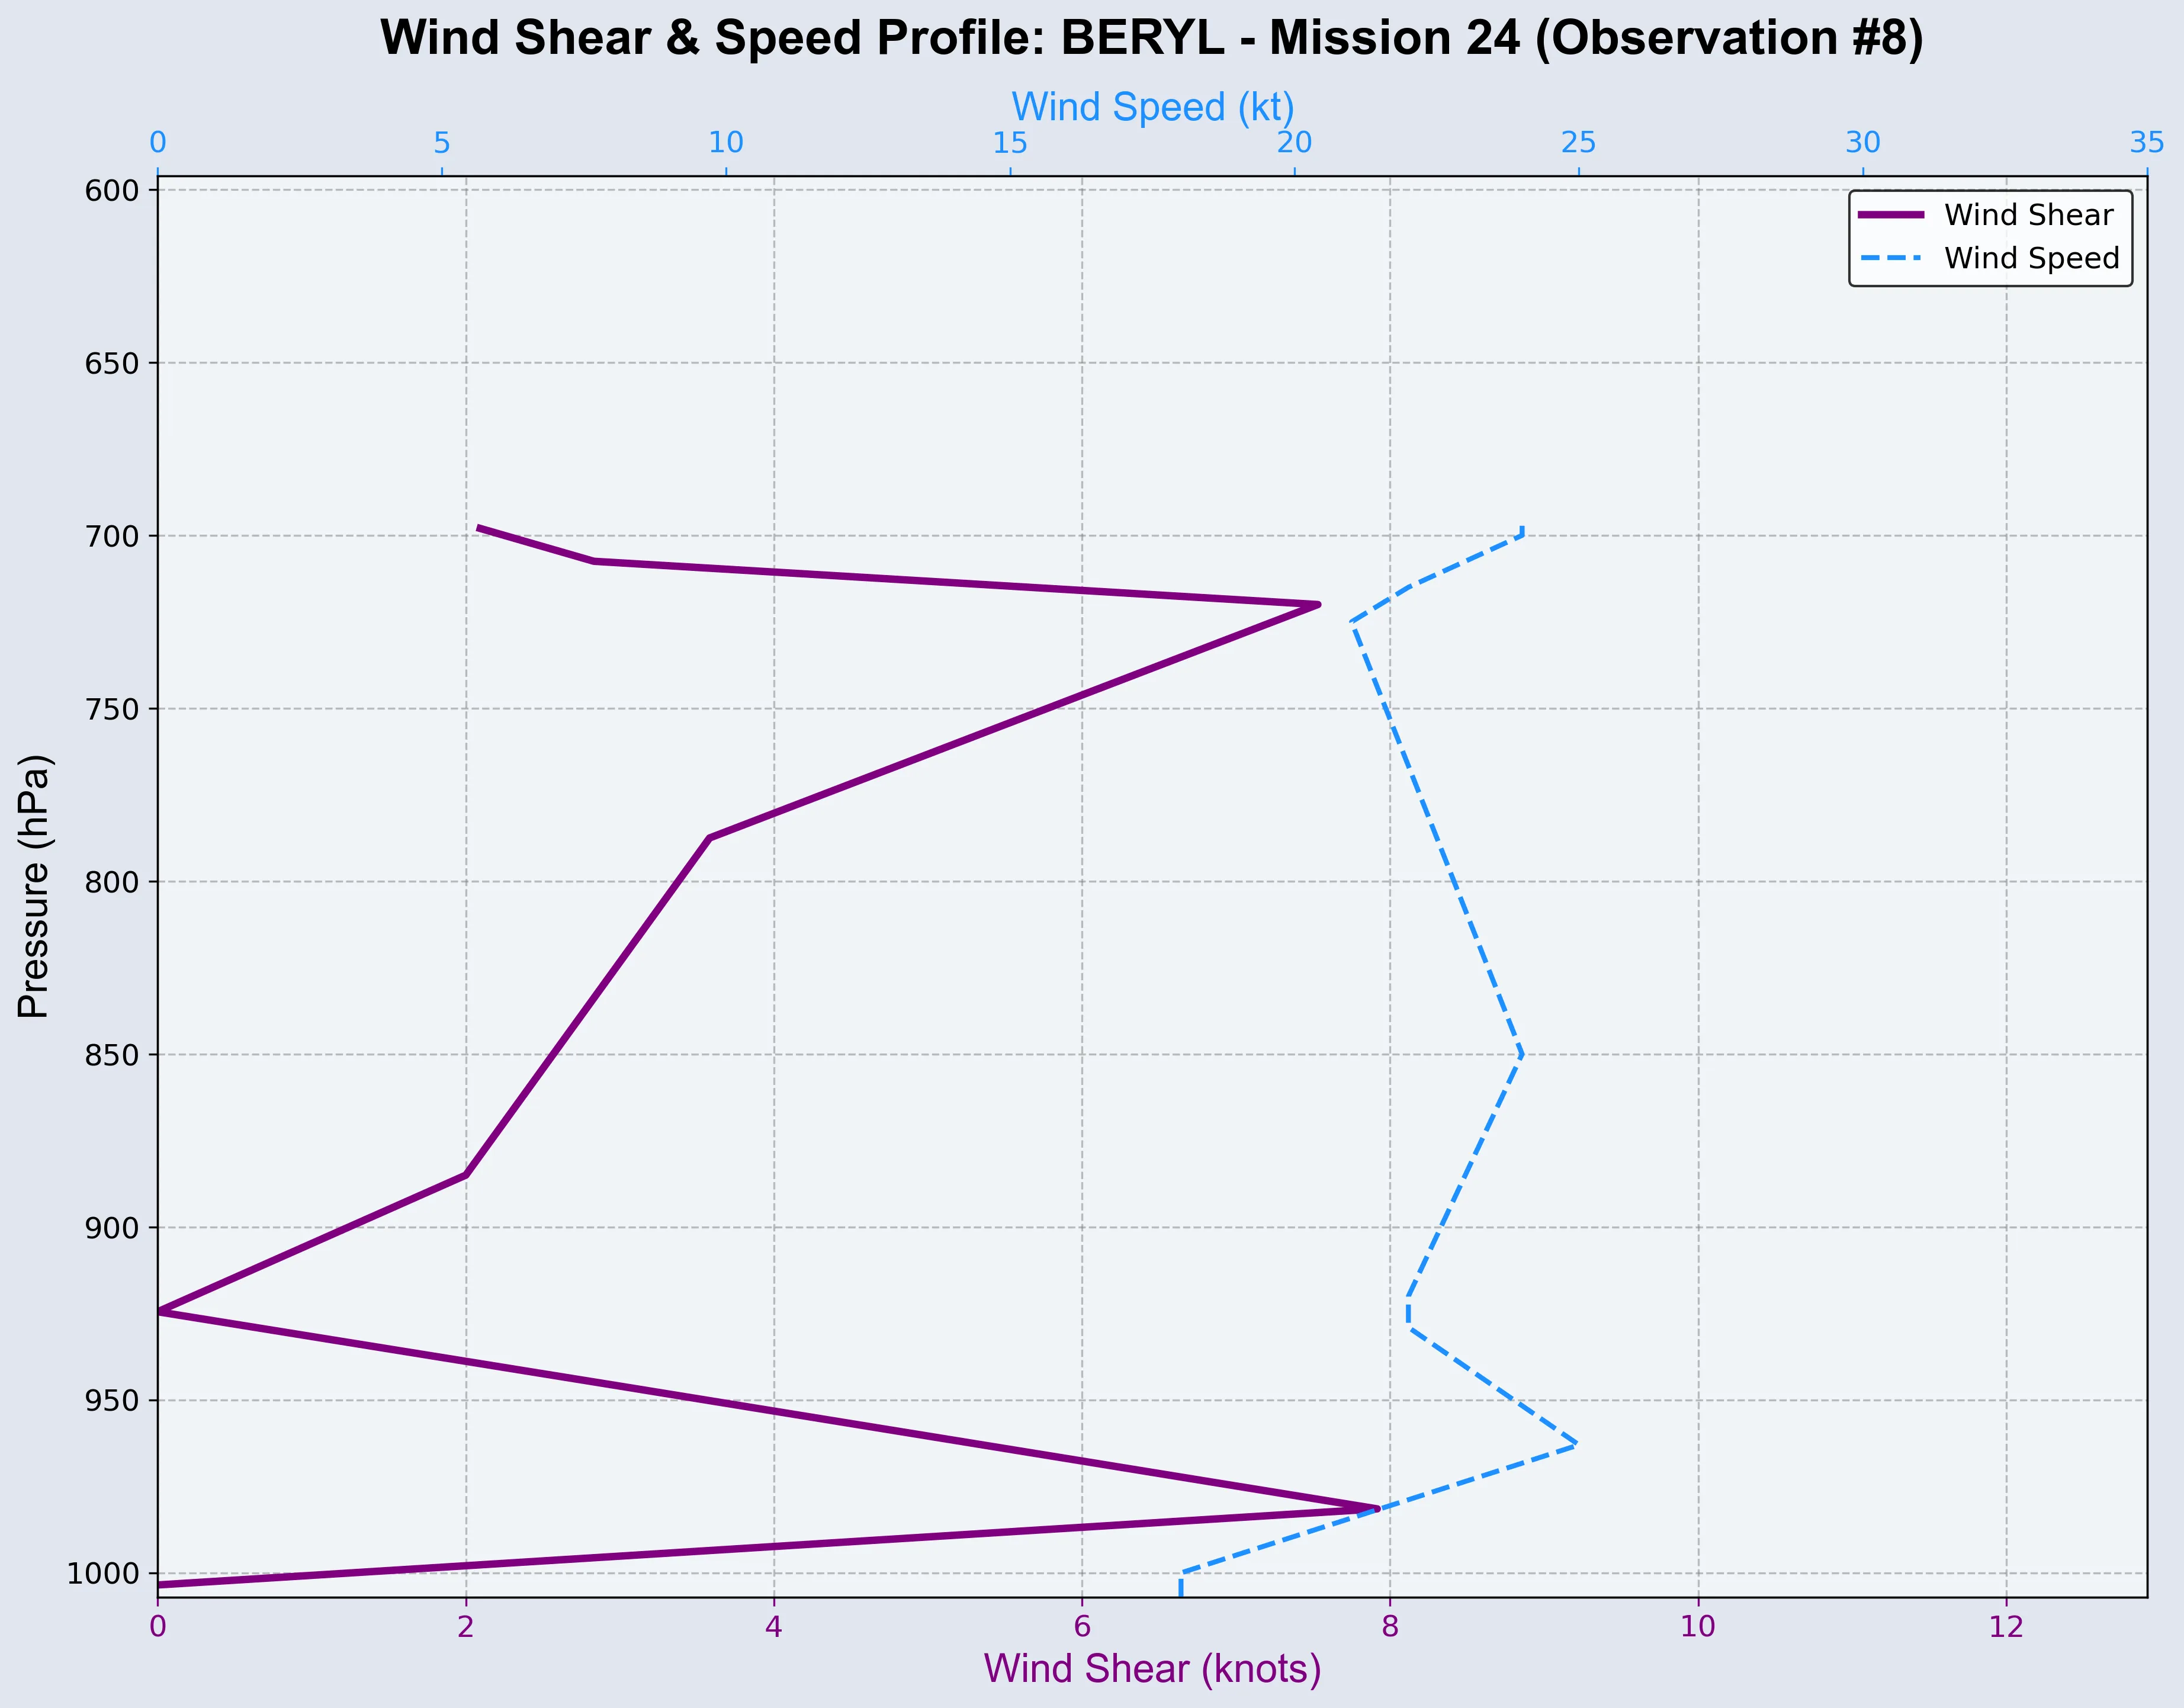 Wind Shear & Speed Profile: BERYL - Mission 24 (Observation #8)
Wind Speed (kt)
0 5 10 15 20 25 30 35
Wind Shear
Wind Speed
600
650
700
750
800
850
900
950
1000
Pressure (hPa)
0 2 4 6 8 10 12
Wind Shear (knots)